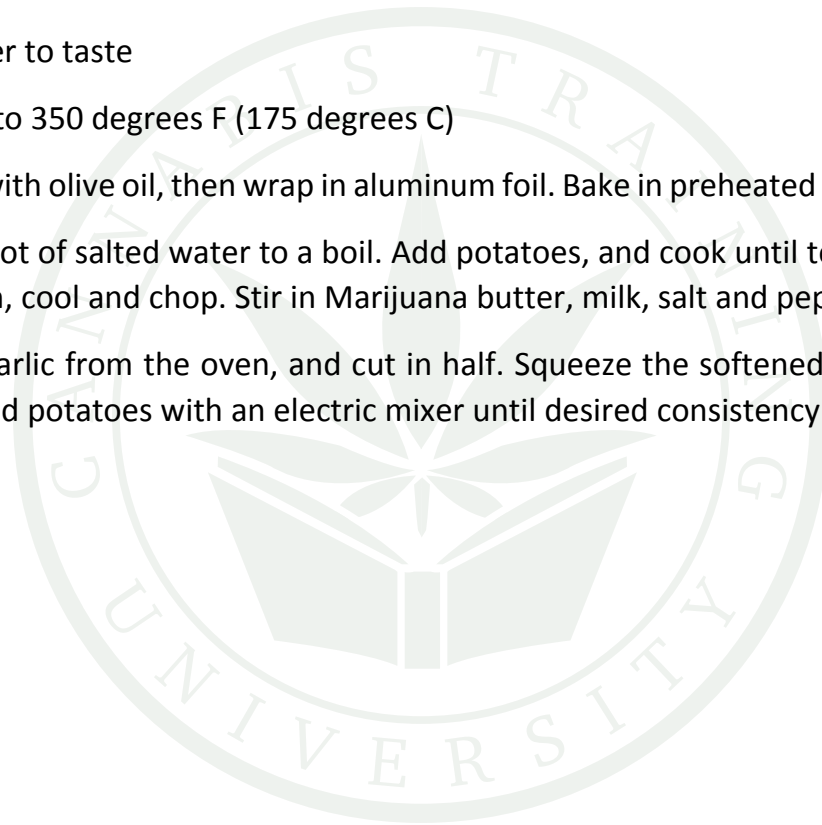 er to taste
to 350 degrees F (175 degrees C)
with olive oil, then wrap in aluminum foil. Bake in preheated
ot of salted water to a boil. Add potatoes, and cook until t
, cool and chop. Stir in Marijuana butter, milk, salt and pep
arlic from the oven, and cut in half. Squeeze the softened
d potatoes with an electric mixer until desired consistency
CANNABIS TRAINING
UNIVERSITY